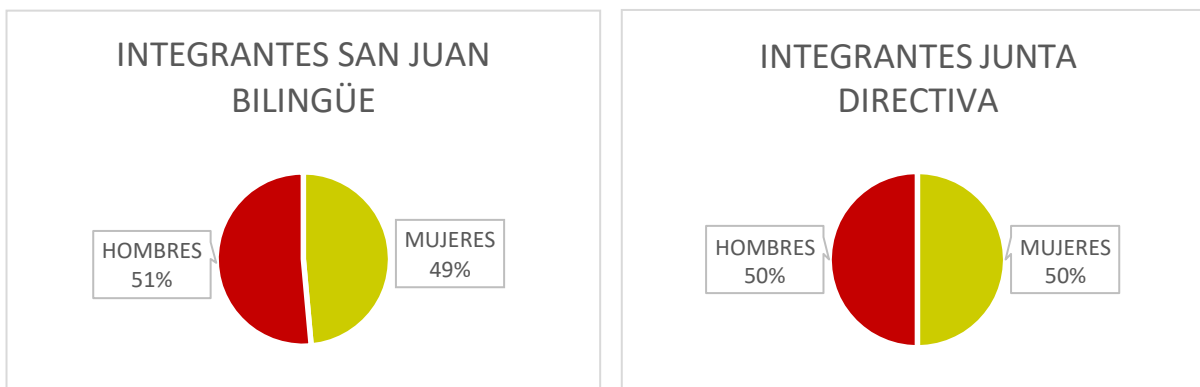 INTEGRANTES SAN JUAN
BILINGÜE
HOMBRES
51%
MUJERES
49%
INTEGRANTES JUNTA
DIRECTIVA
HOMBRES
50%
MUJERES
50%